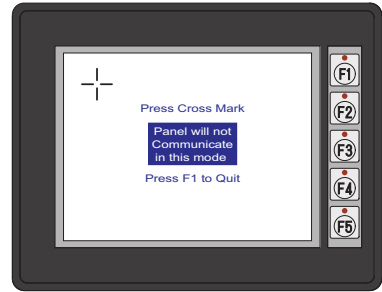 Press Cross Mark
Panel will not
Communicate
in this mode
Press F1 to Quit
F1
F2
F3
F4
F5